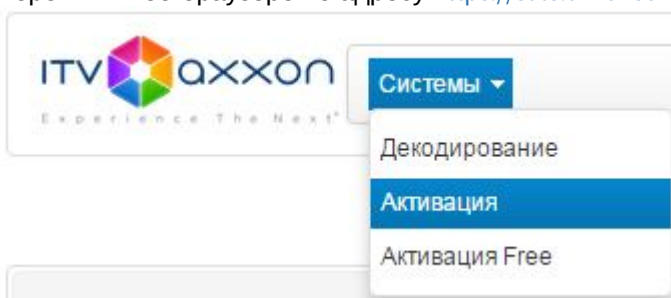 ITV axxon
Experience The Next®
Системы
Декодирование
Активация
Активация Free